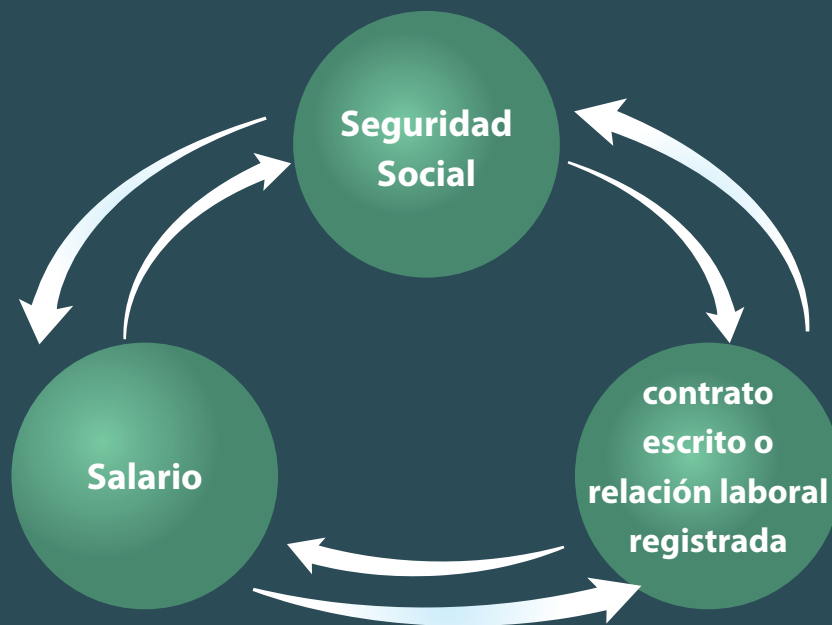 Seguridad
Social
Salario
contrato
escrito o
relación laboral
registrada